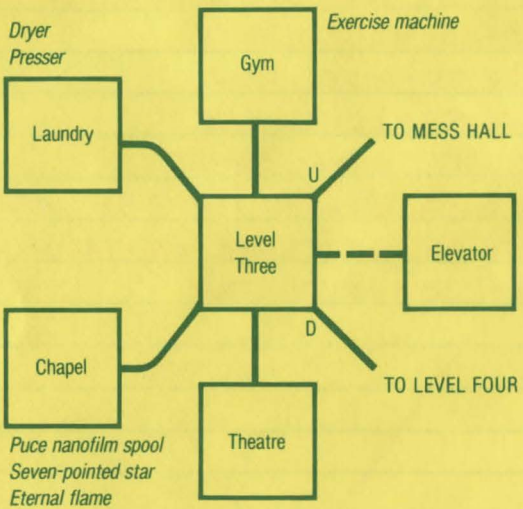 Dryer
Presser
Exercise machine
Gym
Laundry
TO MESS HALL
U
Level
Three
Elevator
D
Chapel
TO LEVEL FOUR
Theatre
Puce nanofilm spool
Seven-pointed star
Eternal flame